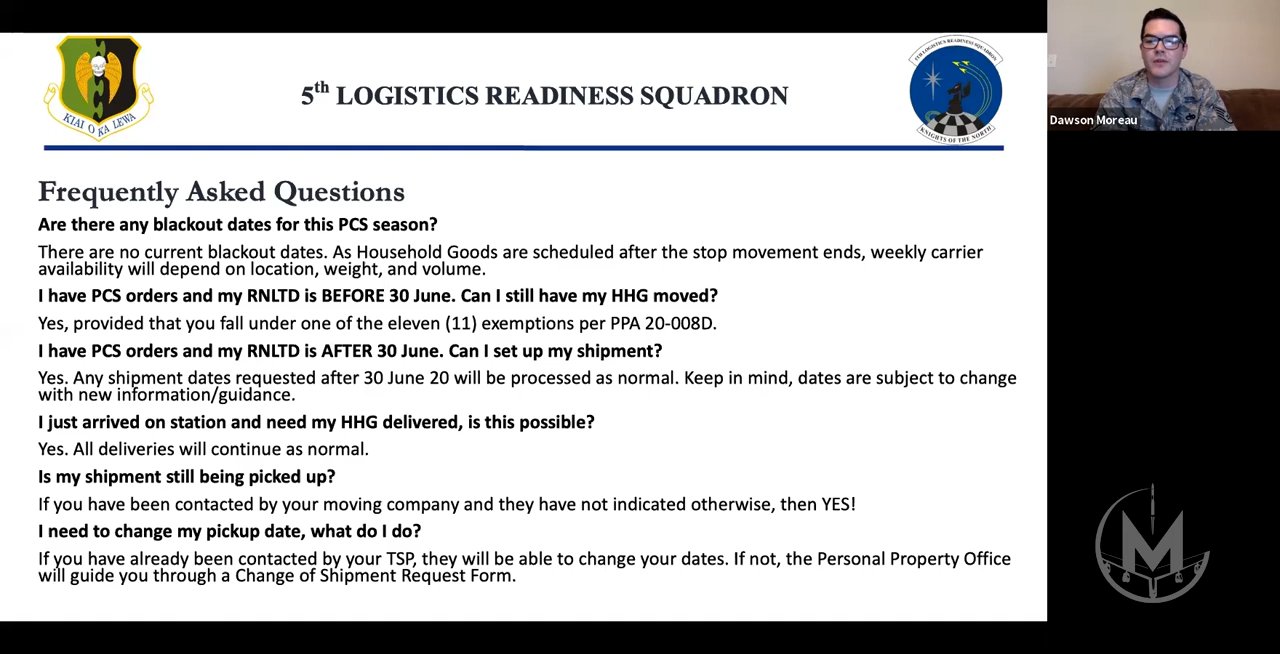 5th LOGISTICS READINESS SQUADRON
KIAI O KA LEWA
5TH LOGISTICS READINESS SQUADRON
KNIGHTS OF THE NORTH
Dawson Moreau
Frequently Asked Questions
Are there any blackout dates for this PCS season?
There are no current blackout dates. As Household Goods are scheduled after the stop movement ends, weekly carrier
availability will depend on location, weight, and volume.
I have PCS orders and my RNLTD is BEFORE 30 June. Can I still have my HHG moved?
Yes, provided that you fall under one of the eleven (11) exemptions per PPA 20-008D.
I have PCS orders and my RNLTD is AFTER 30 June. Can I set up my shipment?
Yes. Any shipment dates requested after 30 June 20 will be processed as normal. Keep in mind, dates are subject to change
with new information/guidance.
I just arrived on station and need my HHG delivered, is this possible?
Yes. All deliveries will continue as normal.
Is my shipment still being picked up?
If you have been contacted by your moving company and they have not indicated otherwise, then YES!
I need to change my pickup date, what do I do?
If you have already been contacted by your TSP, they will be able to change your dates. If not, the Personal Property Office
will guide you through a Change of Shipment Request Form.
M